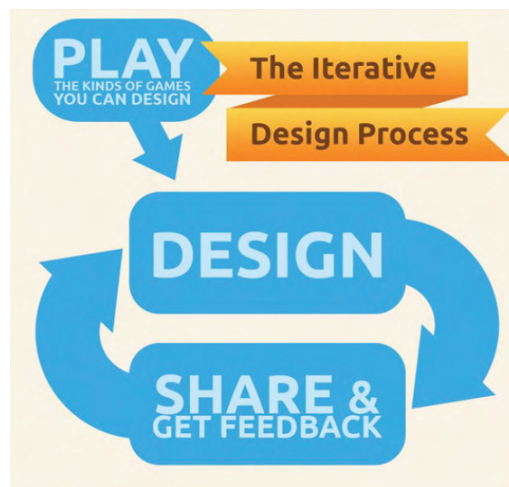 PLAY
THE KINDS OF GAMES
YOU CAN DESIGN
The Iterative
Design Process
DESIGN
SHARE &
GET FEEDBACK